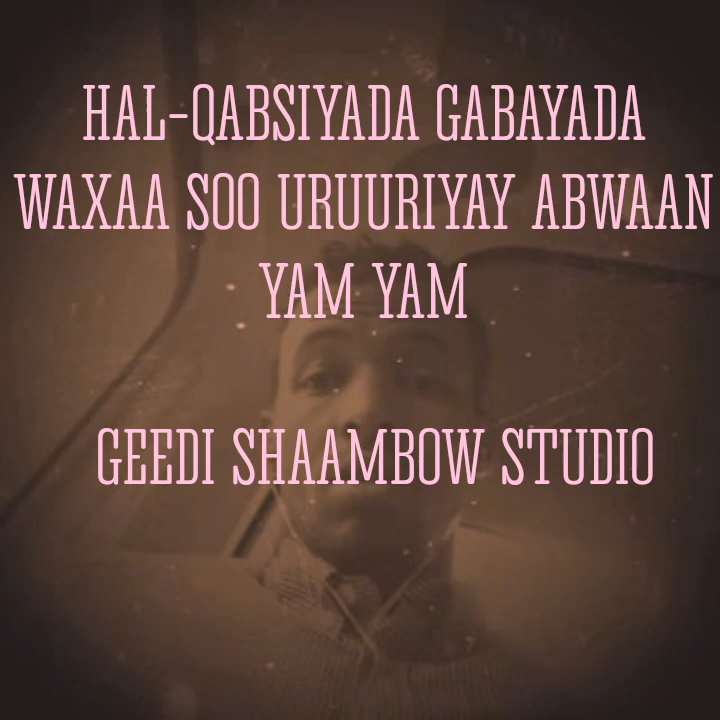 HAL-QABSIYADA GABAYADA
WAXAA SOO URUURIYAY ABWAAN
YAM YAM
GEEDI SHAAMBOW STUDIO